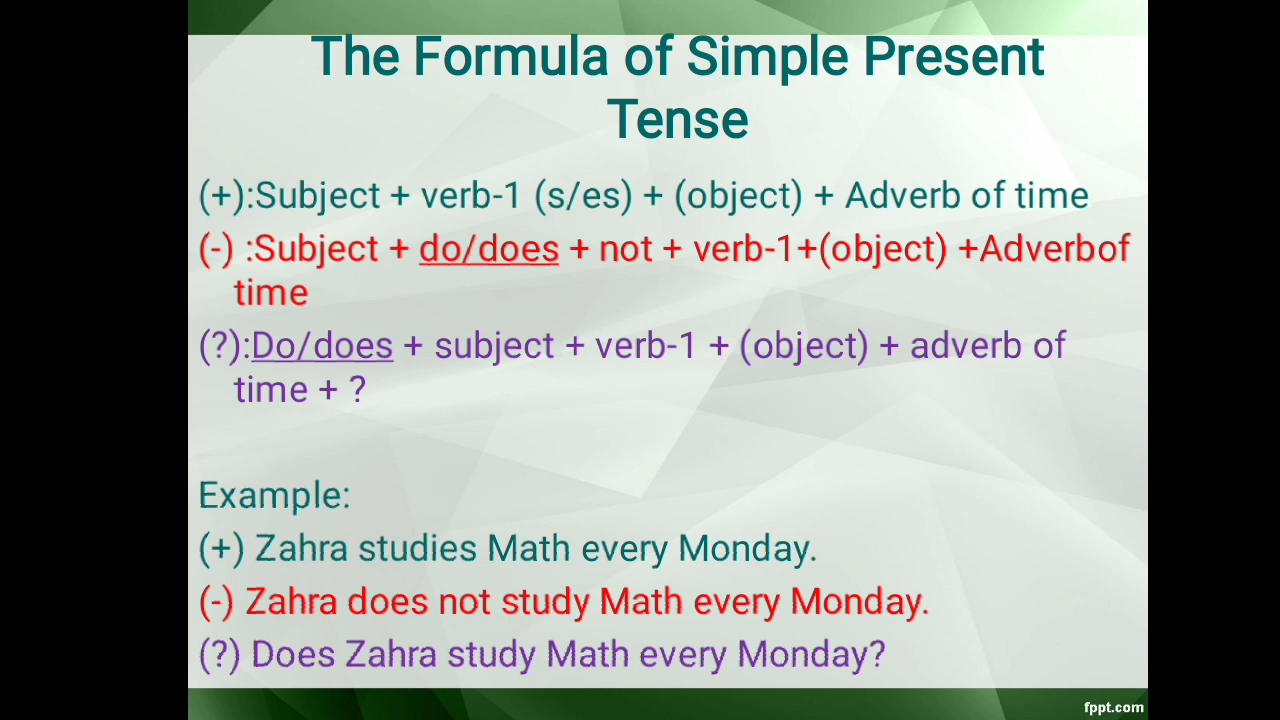 The Formula of Simple Present
Tense
(+):Subject + verb-1 (s/es) + (object) + Adverb of time
(-) :Subject + do/does + not + verb-1+(object) +Adverbof
time
(?):Do/does + subject + verb-1 + (object) + adverb of
time + ?
Example:
(+) Zahra studies Math every Monday.
(-) Zahra does not study Math every Monday.
(?) Does Zahra study Math every Monday?
fppt.com